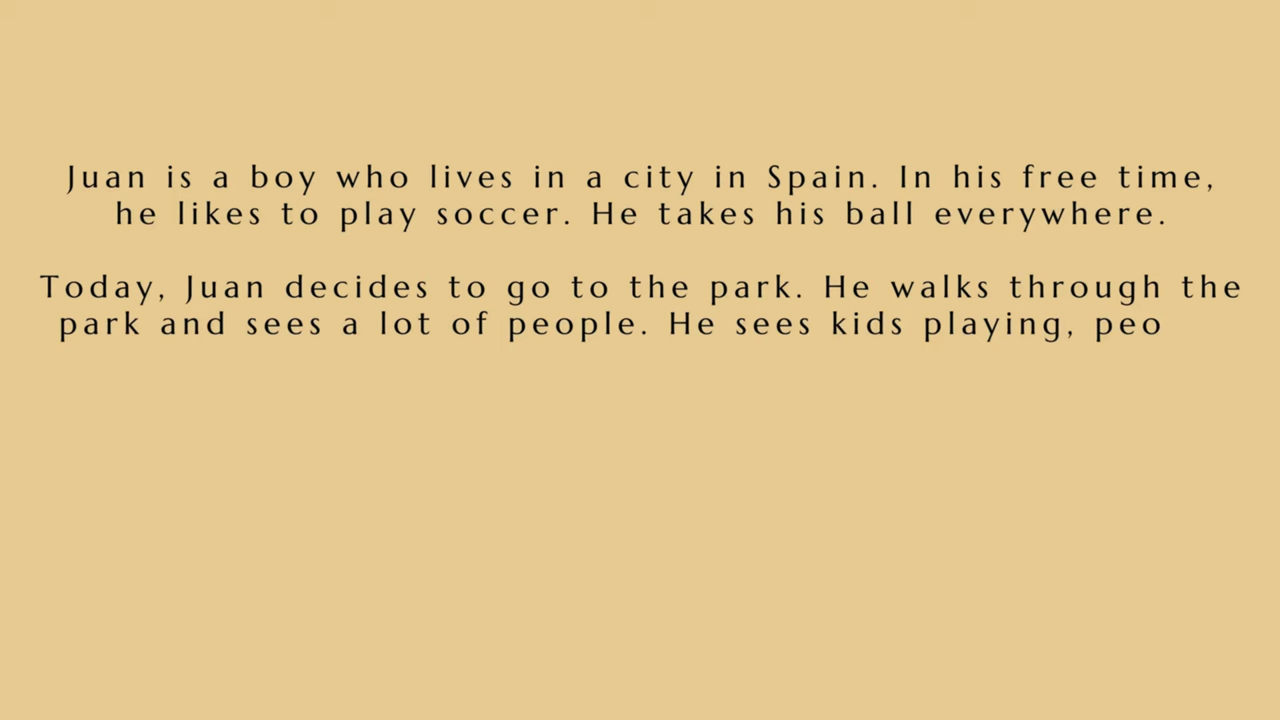 Juan is a boy who lives in a city in Spain. In his free time,
he likes to play soccer. He takes his ball everywhere.
Today, Juan decides to go to the park. He walks through the
park and sees a lot of people. He sees kids playing, peo